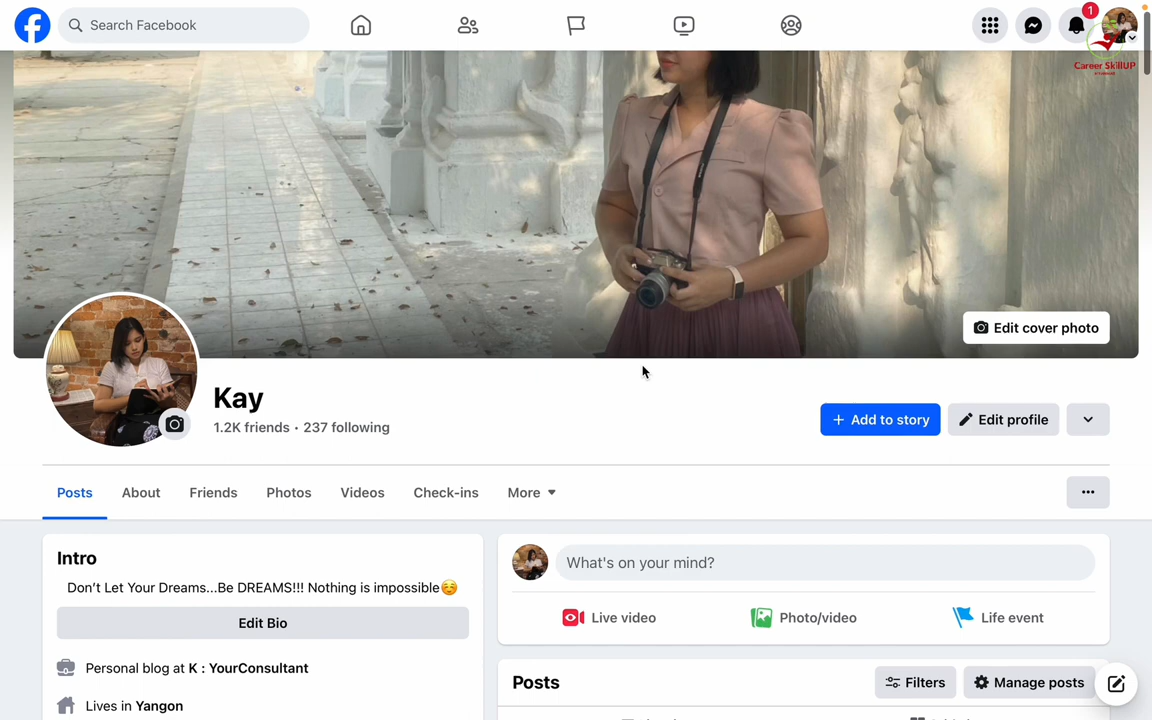 Search Facebook
1
Career SkillUP
Edit cover photo
Kay
1.2K friends • 237 following
+ Add to story
Edit profile
Posts
About
Friends
Photos
Videos
Check-ins
More
Intro
Don't Let Your Dreams...Be DREAMS!!! Nothing is impossible☺️
Edit Bio
Personal blog at K : YourConsultant
Lives in Yangon
What's on your mind?
Live video
Photo/video
Life event
Posts
Filters
Manage posts